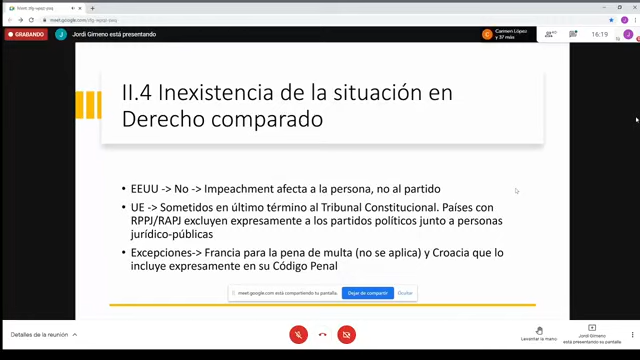 GRABANDO
J
Jordi Gimeno está presentando
C
Carmen López
y 37 más
16:19
J
II.4 Inexistencia de la situación en
Derecho comparado
• EEUU -> No -> Impeachment afecta a la persona, no al partido
• UE -> Sometidos en último término al Tribunal Constitucional. Países con
RPPJ/RAPJ excluyen expresamente a los partidos políticos junto a personas
jurídico-públicas
• Excepciones-> Francia para la pena de multa (no se aplica) y Croacia que lo
incluye expresamente en su Código Penal
meet.google.com está compartiendo tu pantalla.
Dejar de compartir
Ocultar
Detalles de la reunión
Levantar la mano
Jordi Gimeno
está presentando su pantalla